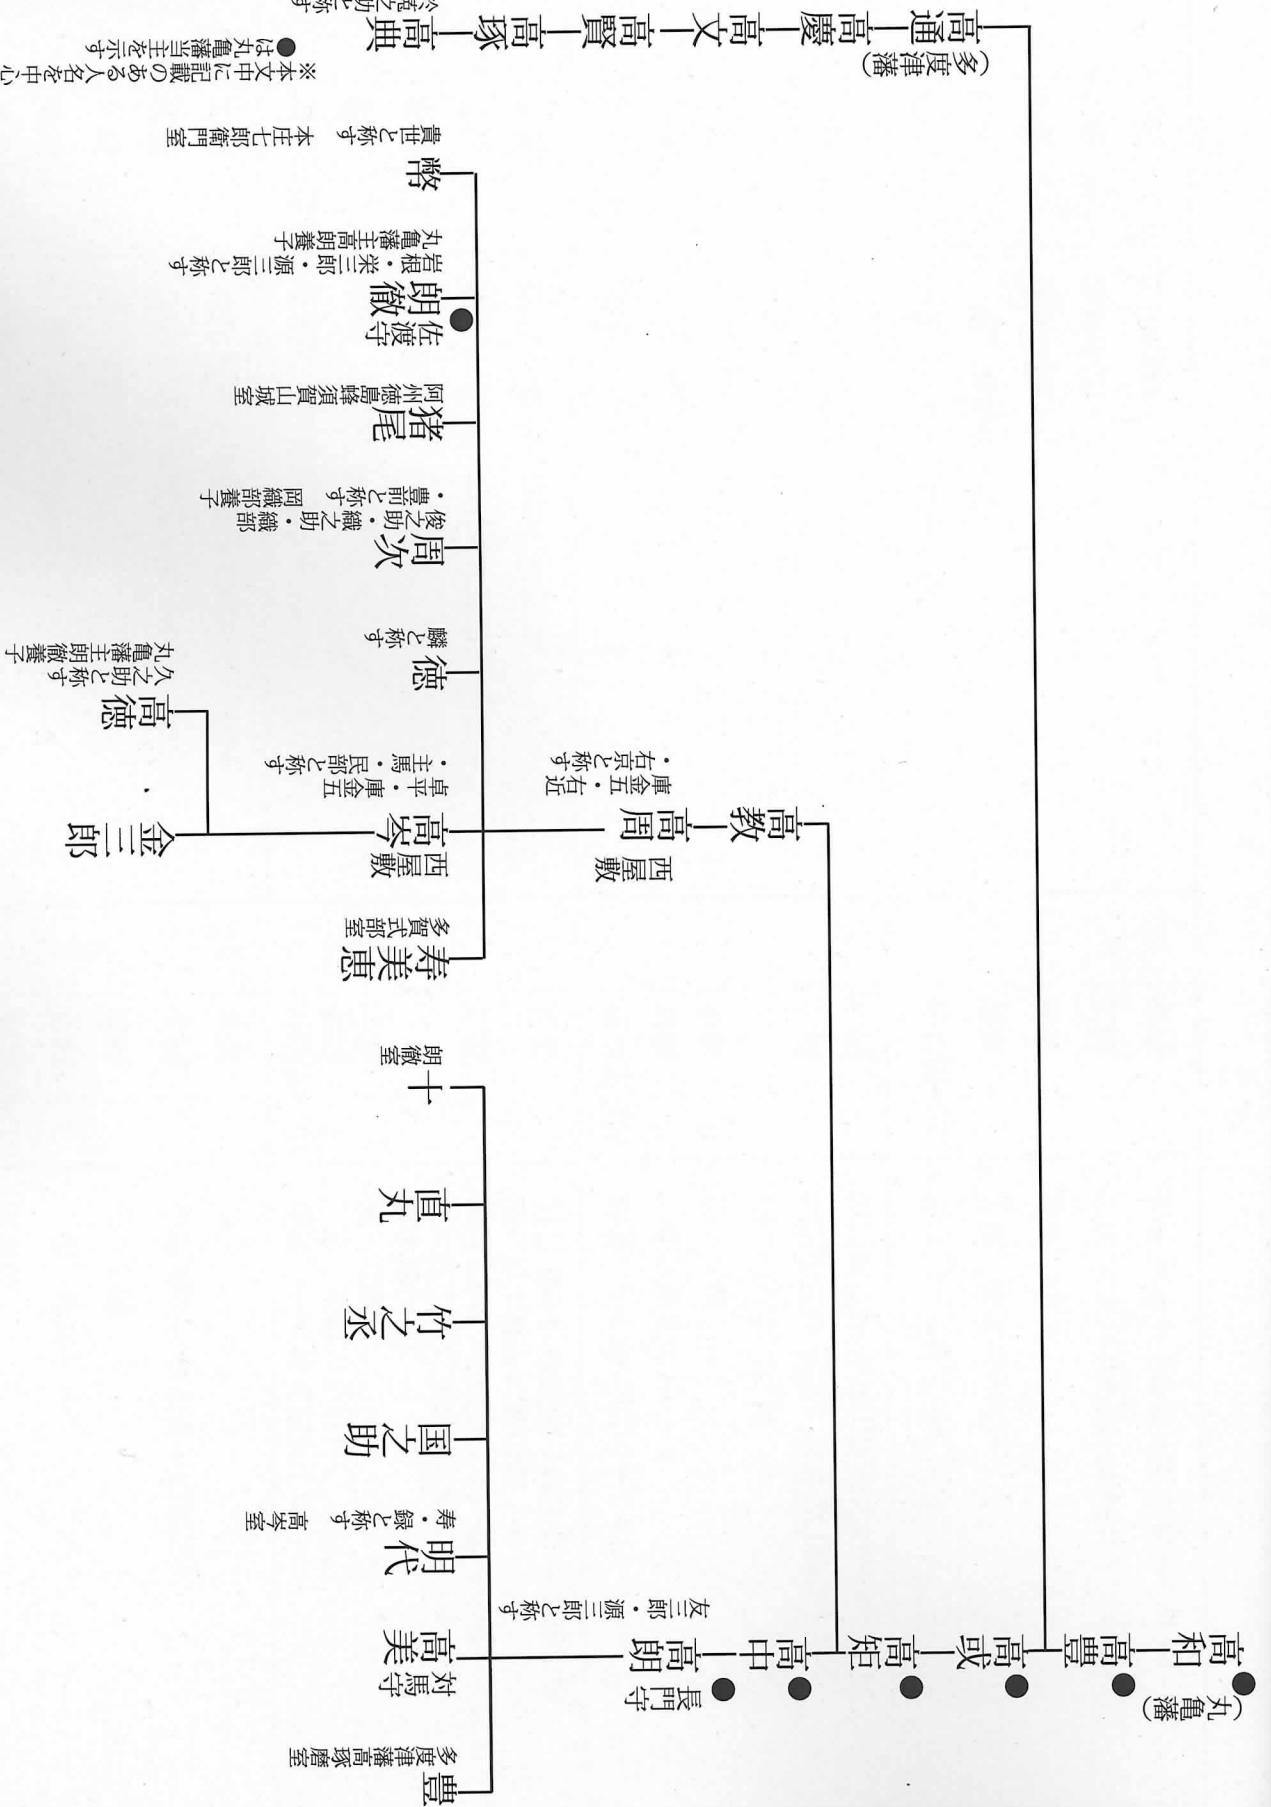 高和
(丸亀藩)
高豊
高或
高矩
高中
高朗
長門守
友三郎・源三郎と称す
豊
多度津藩高琢麿室
高美
対馬守
明代
寿・録と称す 高岑室
国之助
竹之丞
直丸
十
朗徹室
高教
高周
西屋敷
庫金五・右近
・右京と称す
寿美恵
多賀式部室
高岑
西屋敷
卓平・庫金五
・主馬・民部と称す
金三郎
高徳
久之助と称す
丸亀藩主朗徹養子
徳
麟と称す
周次
俊之助・織之助・織部
・豊前と称す 岡織部養子
猪尾
阿州徳島蜂須賀山城室
朗徹
佐渡守
岩根・栄三郎・源三郎と称す
丸亀藩主高朗養子
幣
貴世と称す 本庄七郎衛門室
高通
(多度津藩)
高慶
高文
高賢
高琢
高典
※本文中に記載のある人名を中心
●は丸亀藩当主を示す